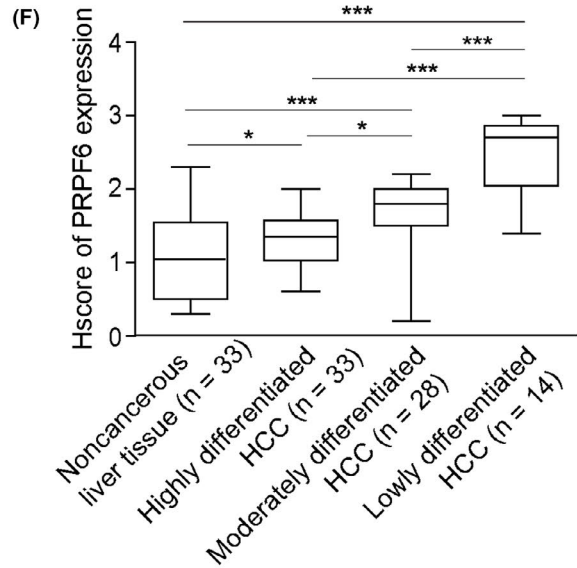 (F)
***
***
***
***
*
*
Hscore of PRPF6 expression
4
3
2
1
0
Noncancerous
liver tissue (n = 33)
Highly differentiated
HCC (n = 33)
Moderately differentiated
HCC (n = 28)
Lowly differentiated
HCC (n = 14)